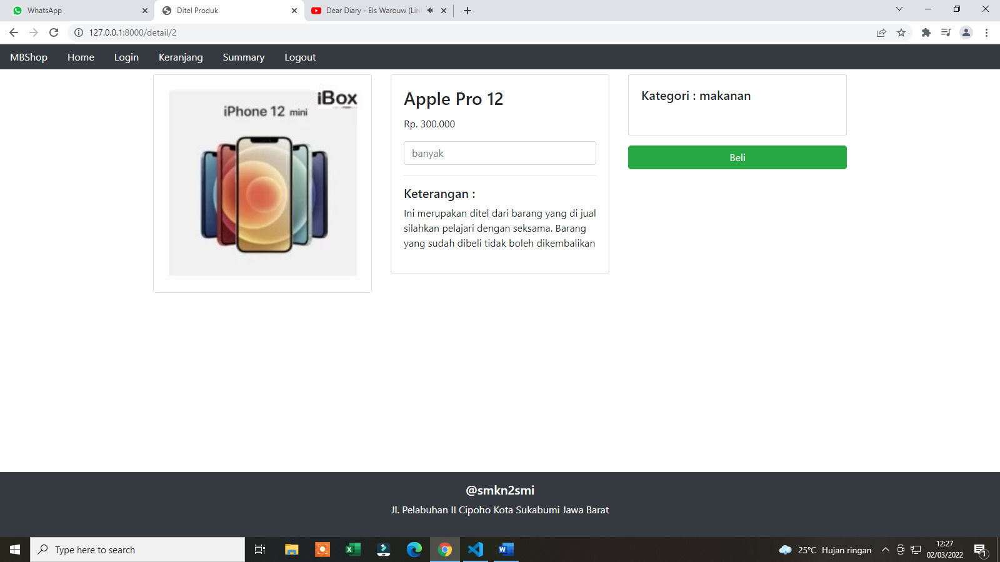 WhatsApp
Ditel Produk
Dear Diary - Els Warouw (Liri
127.0.0.1:8000/detail/2
MBShop Home Login Keranjang Summary Logout
iBox
iPhone 12 mini
Apple Pro 12
Rp. 300.000
banyak
Keterangan :
Ini merupakan ditel dari barang yang di jual
silahkan pelajari dengan seksama. Barang
yang sudah dibeli tidak boleh dikembalikan
Kategori : makanan
Beli
@smkn2smi
Jl. Pelabuhan II Cipoho Kota Sukabumi Jawa Barat
Type here to search
25°C Hujan ringan
12:27
02/03/2022
1